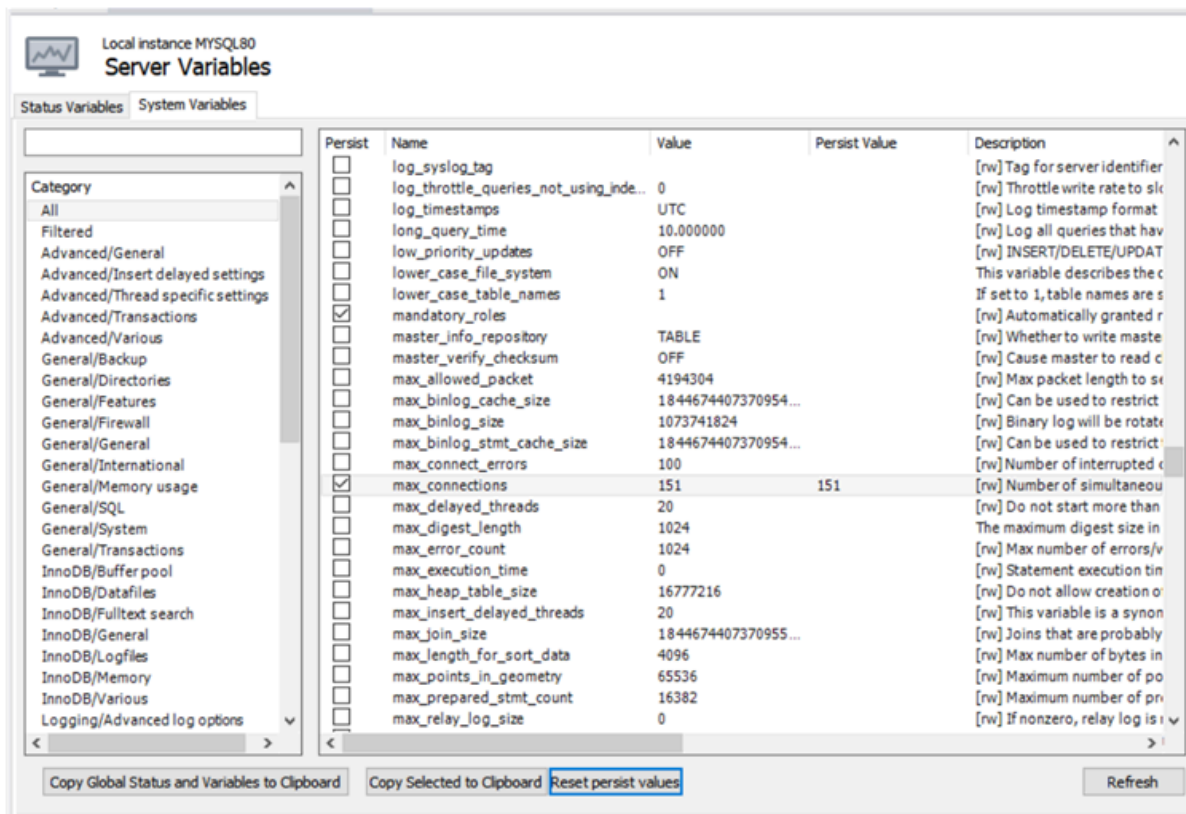 Local instance MYSQL80
Server Variables
Status Variables System Variables
Category
All
Filtered
Advanced/General
Advanced/Insert delayed settings
Advanced/Thread specific settings
Advanced/Transactions
Advanced/Various
General/Backup
General/Directories
General/Features
General/Firewall
General/General
General/International
General/Memory usage
General/SQL
General/System
General/Transactions
InnoDB/Buffer pool
InnoDB/Datafiles
InnoDB/Fulltext search
InnoDB/General
InnoDB/Logfiles
InnoDB/Memory
InnoDB/Various
Logging/Advanced log options
Persist Name Value Persist Value Description
log_syslog_tag [rw] Tag for server identifier
log_throttle_queries_not_using_inde... 0 [rw] Throttle write rate to slo
log_timestamps UTC [rw] Log timestamp format
long_query_time 10.000000 [rw] Log all queries that hav
low_priority_updates OFF [rw] INSERT/DELETE/UPDAT
lower_case_file_system ON This variable describes the c
lower_case_table_names 1 If set to 1, table names are s
mandatory_roles [rw] Automatically granted r
master_info_repository TABLE [rw] Whether to write maste
master_verify_checksum OFF [rw] Cause master to read c
max_allowed_packet 4194304 [rw] Max packet length to se
max_binlog_cache_size 1844674407370954... [rw] Can be used to restrict
max_binlog_size 1073741824 [rw] Binary log will be rotate
max_binlog_stmt_cache_size 1844674407370954... [rw] Can be used to restrict
max_connect_errors 100 [rw] Number of interrupted c
max_connections 151 151 [rw] Number of simultaneou
max_delayed_threads 20 [rw] Do not start more than
max_digest_length 1024 The maximum digest size in
max_error_count 1024 [rw] Max number of errors/w
max_execution_time 0 [rw] Statement execution tim
max_heap_table_size 16777216 [rw] Do not allow creation o
max_insert_delayed_threads 20 [rw] This variable is a synon
max_join_size 1844674407370955... [rw] Joins that are probably
max_length_for_sort_data 4096 [rw] Max number of bytes in
max_points_in_geometry 65536 [rw] Maximum number of po
max_prepared_stmt_count 16382 [rw] Maximum number of pr
max_relay_log_size 0 [rw] If nonzero, relay log is
Copy Global Status and Variables to Clipboard Copy Selected to Clipboard Reset persist values Refresh